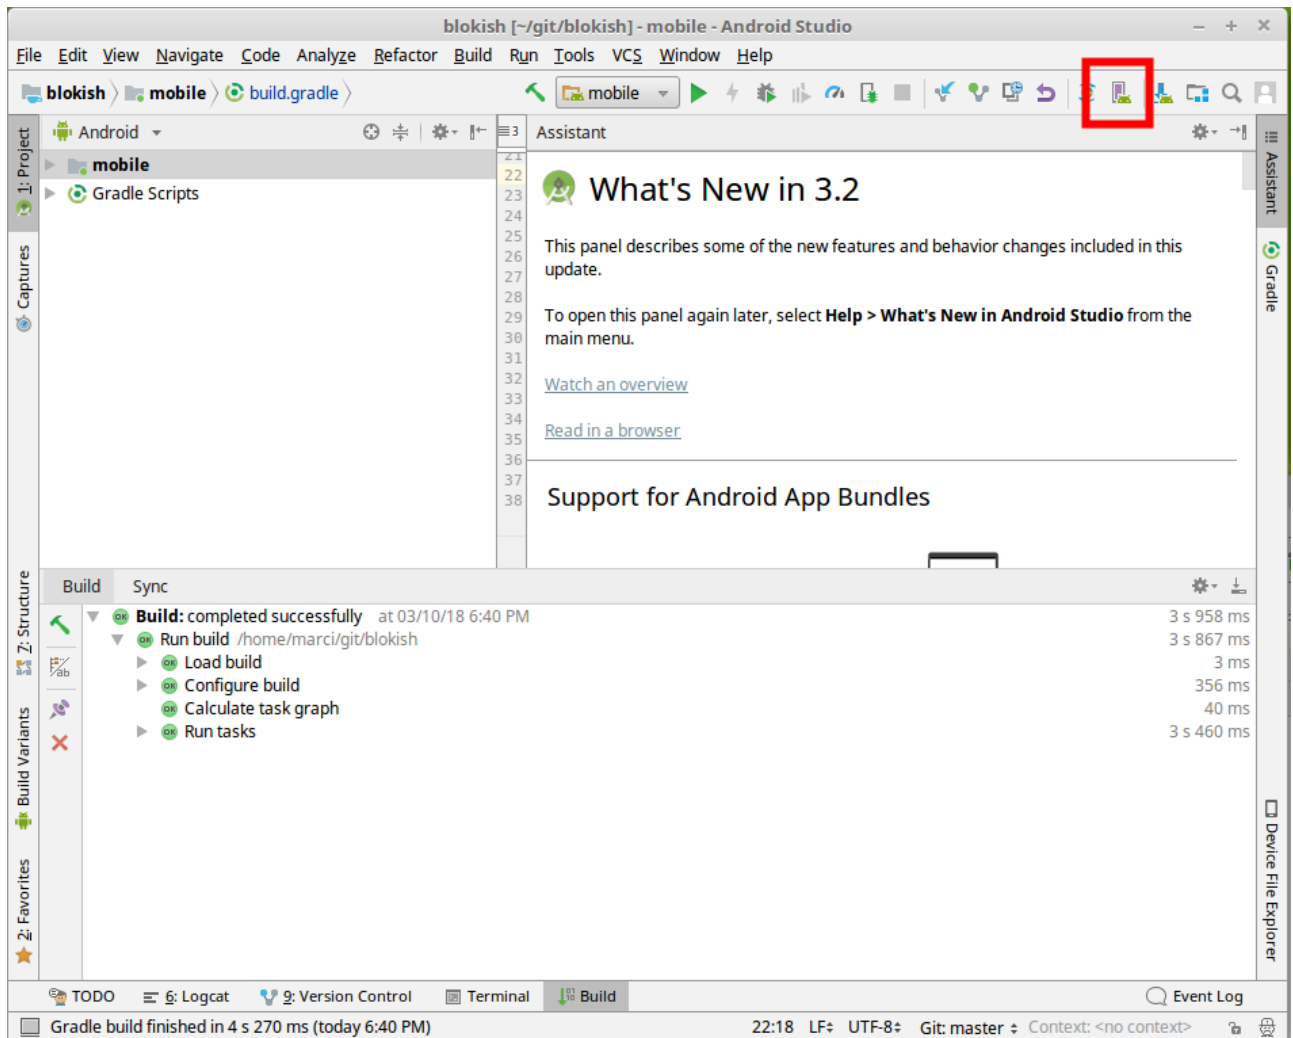 blokish [~/git/blokish] - mobile - Android Studio
File Edit View Navigate Code Analyze Refactor Build Run Tools VCS Window Help
blokish mobile build.gradle mobile
Android
3 Assistant
1: Project
mobile
Gradle Scripts
Captures
21
22
23
24
25
26
27
28
29
30
31
32
33
34
35
36
37
38
What's New in 3.2
This panel describes some of the new features and behavior changes included in this
update.
To open this panel again later, select Help > What's New in Android Studio from the
main menu.
Watch an overview
Read in a browser
Support for Android App Bundles
Assistant
Gradle
Build Sync
Z: Structure
Build: completed successfully at 03/10/18 6:40 PM 3 s 958 ms
Run build /home/marci/git/blokish 3 s 867 ms
Load build 3 ms
Configure build 356 ms
Calculate task graph 40 ms
Run tasks 3 s 460 ms
Build Variants
2: Favorites
Device File Explorer
TODO 6: Logcat 9: Version Control Terminal Build Event Log
Gradle build finished in 4 s 270 ms (today 6:40 PM) 22:18 LF UTF-8 Git: master Context: <no context>